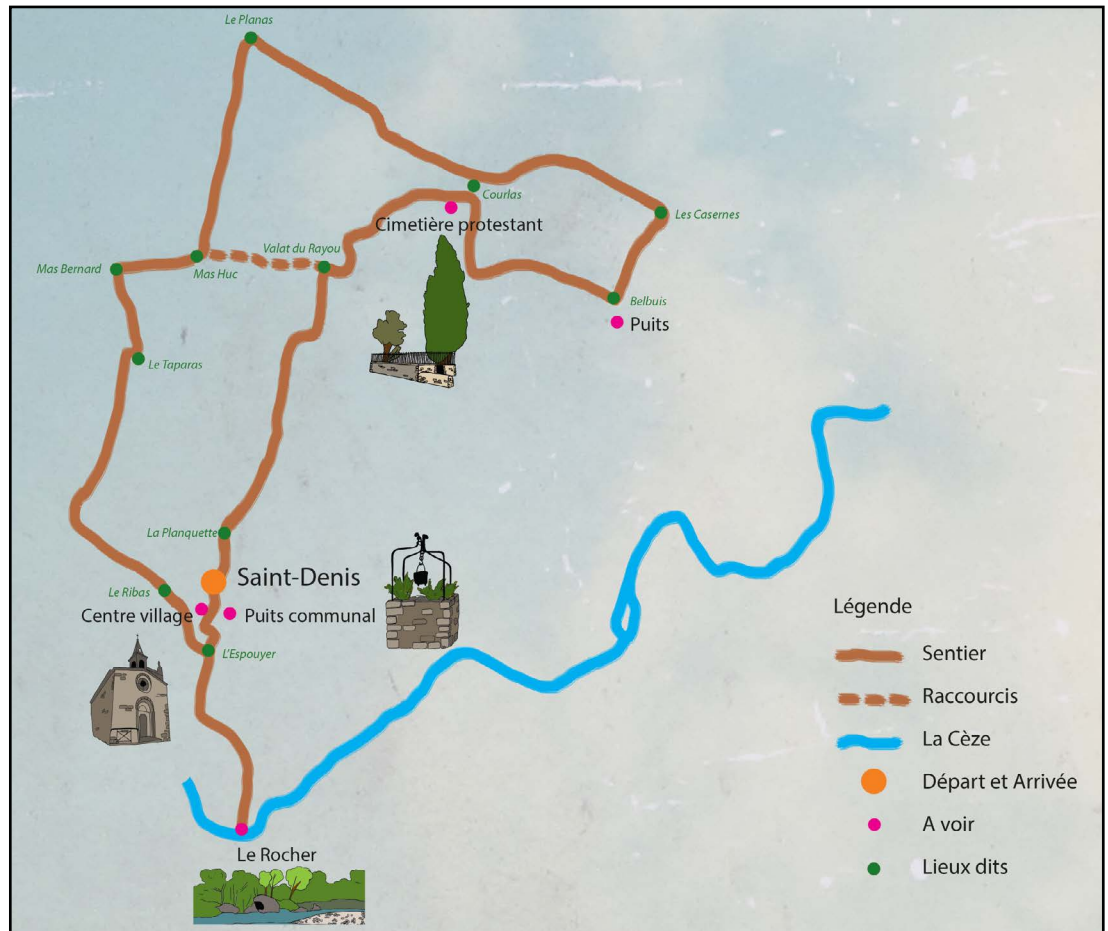 Le Planas
Courlas
Les Casernes
Cimetière protestant
Valat du Rayou
Mas Bernard
Mas Huc
Belbuis
Puits
Le Taparas
La Planquette
Saint-Denis
Le Ribas
Centre village
Puits communal
L'Espouyer
Le Rocher
Légende
Sentier
Raccourcis
La Cèze
Départ et Arrivée
A voir
Lieux dits